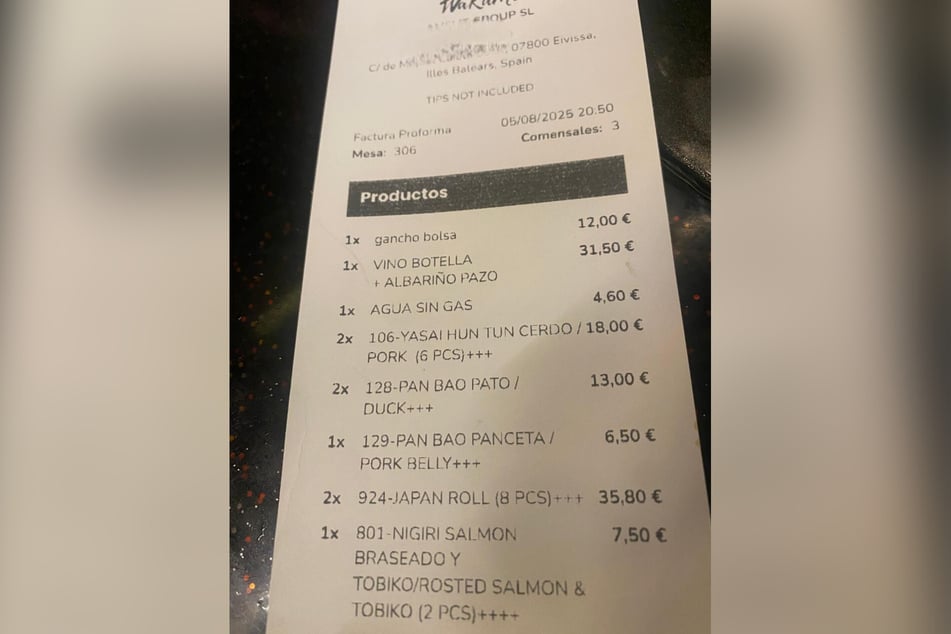 GROUP SL
C/ de 07800 Eivissa,
Illes Balears, Spain
TIPS NOT INCLUDED
Factura Proforma 05/08/2025 20:50
Mesa: 306 Comensales: 3
Productos
1x gancho bolsa 12,00 €
1x VINO BOTELLA 31,50 €
+ ALBARIÑO PAZO
1x AGUA SIN GAS 4,60 €
2x 106-YASAI HUN TUN CERDO / 18,00 €
PORK (6 PCS)+++
2x 128-PAN BAO PATO / 13,00 €
DUCK+++
1x 129-PAN BAO PANCETA / 6,50 €
PORK BELLY+++
2x 924-JAPAN ROLL (8 PCS)+++ 35,80 €
1x 801-NIGIRI SALMON 7,50 €
BRASEADO Y
TOBIKO/ROSTED SALMON &
TOBIKO (2 PCS)++++